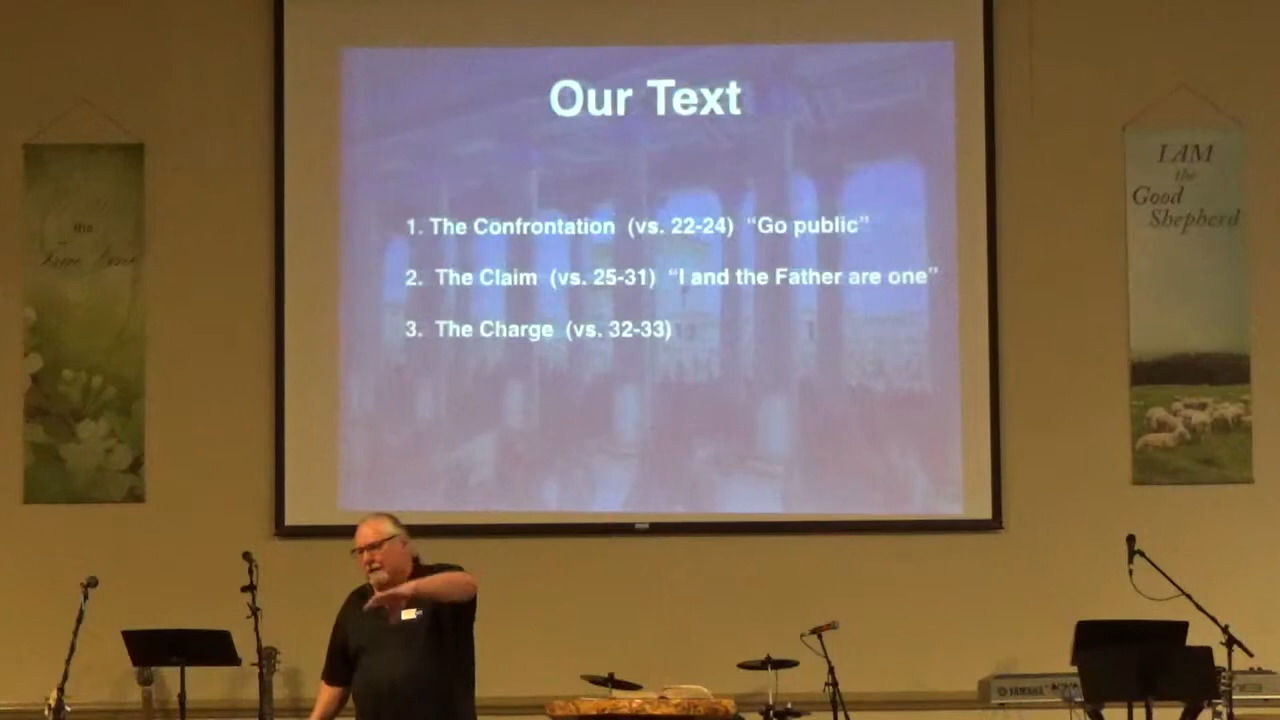 Our Text
1. The Confrontation (vs. 22-24) “Go public”
2. The Claim (vs. 25-31) “I and the Father are one”
3. The Charge (vs. 32-33)
the
I AM
the
Good
Shepherd
YAMAHA